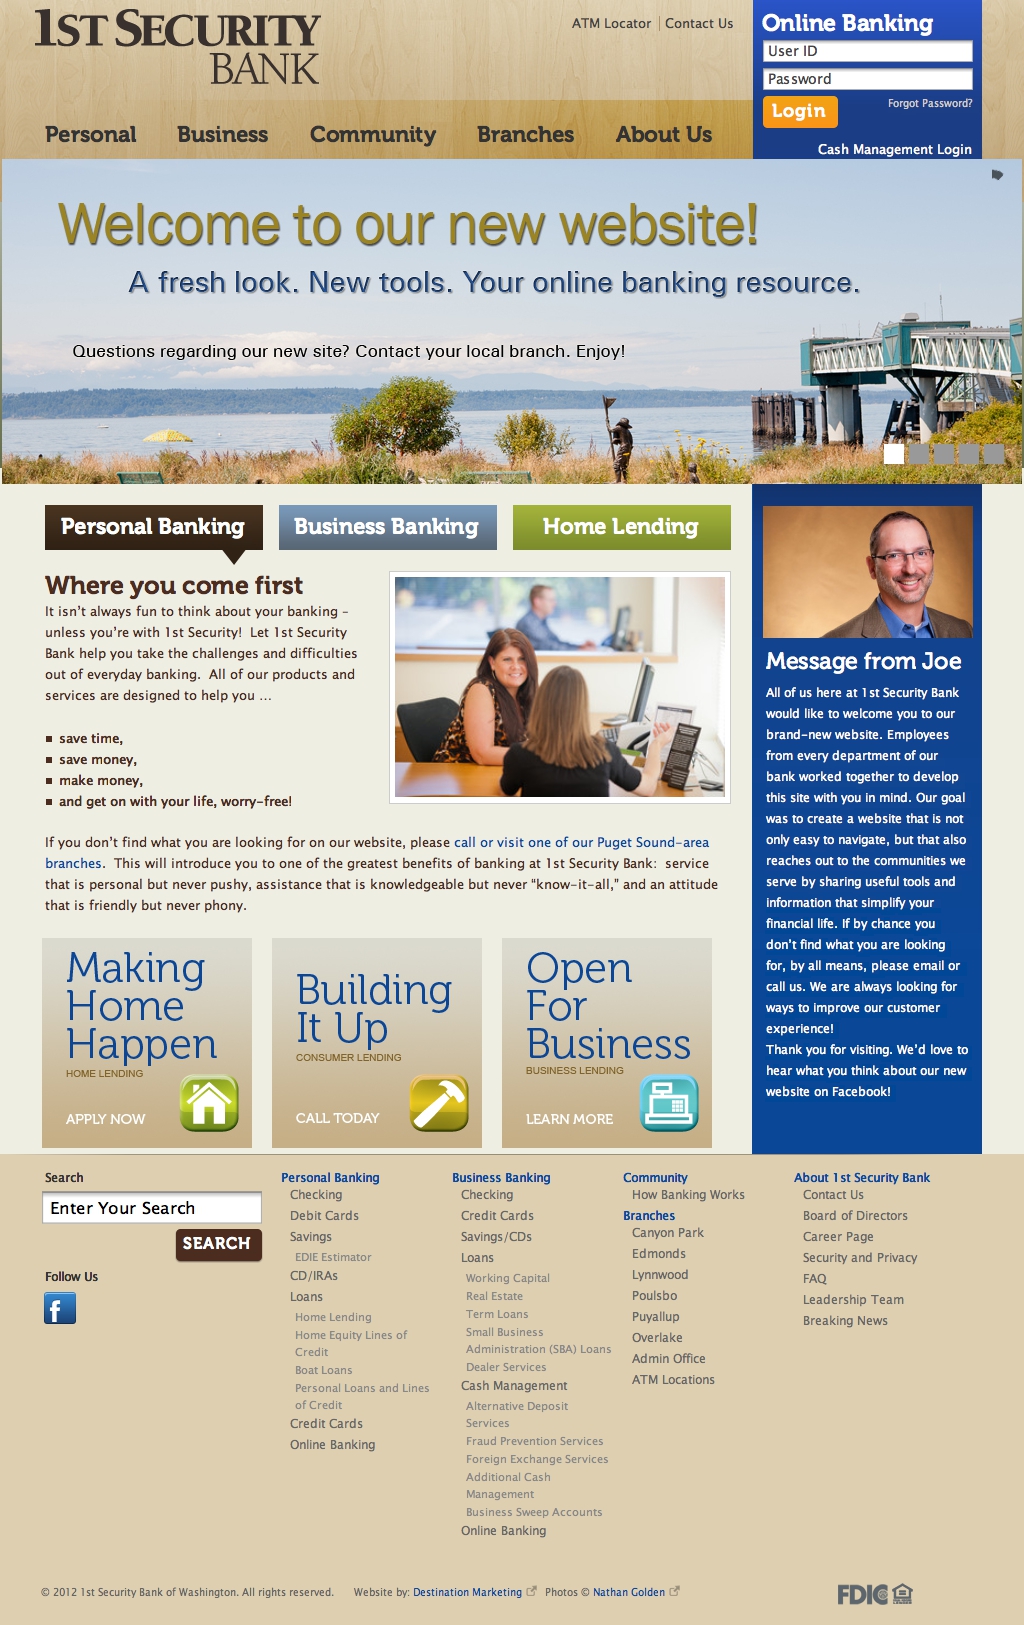 1ST SECURITY
BANK
ATM Locator
Contact Us
Online Banking
User ID
Password
Login
Forgot Password?
Cash Management Login
Personal
Business
Community
Branches
About Us
Welcome to our new website!
A fresh look. New tools. Your online banking resource.
Questions regarding our new site? Contact your local branch. Enjoy!
Personal Banking
Business Banking
Home Lending
Where you come first
It isn't always fun to think about your banking –
unless you're with 1st Security!  Let 1st Security
Bank help you take the challenges and difficulties
out of everyday banking.  All of our products and
services are designed to help you ...
▪ save time,
▪ save money,
▪ make money,
▪ and get on with your life, worry-free!
If you don't find what you are looking for on our website, please call or visit one of our Puget Sound-area
branches.  This will introduce you to one of the greatest benefits of banking at 1st Security Bank:  service
that is personal but never pushy, assistance that is knowledgeable but never "know-it-all," and an attitude
that is friendly but never phony.
Message from Joe
All of us here at 1st Security Bank
would like to welcome you to our
brand-new website. Employees
from every department of our
bank worked together to develop
this site with you in mind. Our goal
was to create a website that is not
only easy to navigate, but that also
reaches out to the communities we
serve by sharing useful tools and
information that simplify your
financial life. If by chance you
don't find what you are looking
for, by all means, please email or
call us. We are always looking for
ways to improve our customer
experience!
Thank you for visiting. We'd love to
hear what you think about our new
website on Facebook!
Making
Home
Happen
HOME LENDING
APPLY NOW
Building
It Up
CONSUMER LENDING
CALL TODAY
Open
For
Business
BUSINESS LENDING
LEARN MORE
Search
Enter Your Search
SEARCH
Follow Us
f
Personal Banking
Checking
Debit Cards
Savings
EDIE Estimator
CD/IRAs
Loans
Home Lending
Home Equity Lines of
Credit
Boat Loans
Personal Loans and Lines
of Credit
Credit Cards
Online Banking
Business Banking
Checking
Credit Cards
Savings/CDs
Loans
Working Capital
Real Estate
Term Loans
Small Business
Administration (SBA) Loans
Dealer Services
Cash Management
Alternative Deposit
Services
Fraud Prevention Services
Foreign Exchange Services
Additional Cash
Management
Business Sweep Accounts
Online Banking
Community
How Banking Works
Branches
Canyon Park
Edmonds
Lynnwood
Poulsbo
Puyallup
Overlake
Admin Office
ATM Locations
About 1st Security Bank
Contact Us
Board of Directors
Career Page
Security and Privacy
FAQ
Leadership Team
Breaking News
© 2012 1st Security Bank of Washington. All rights reserved.
Website by: Destination Marketing
Photos © Nathan Golden
FDIC